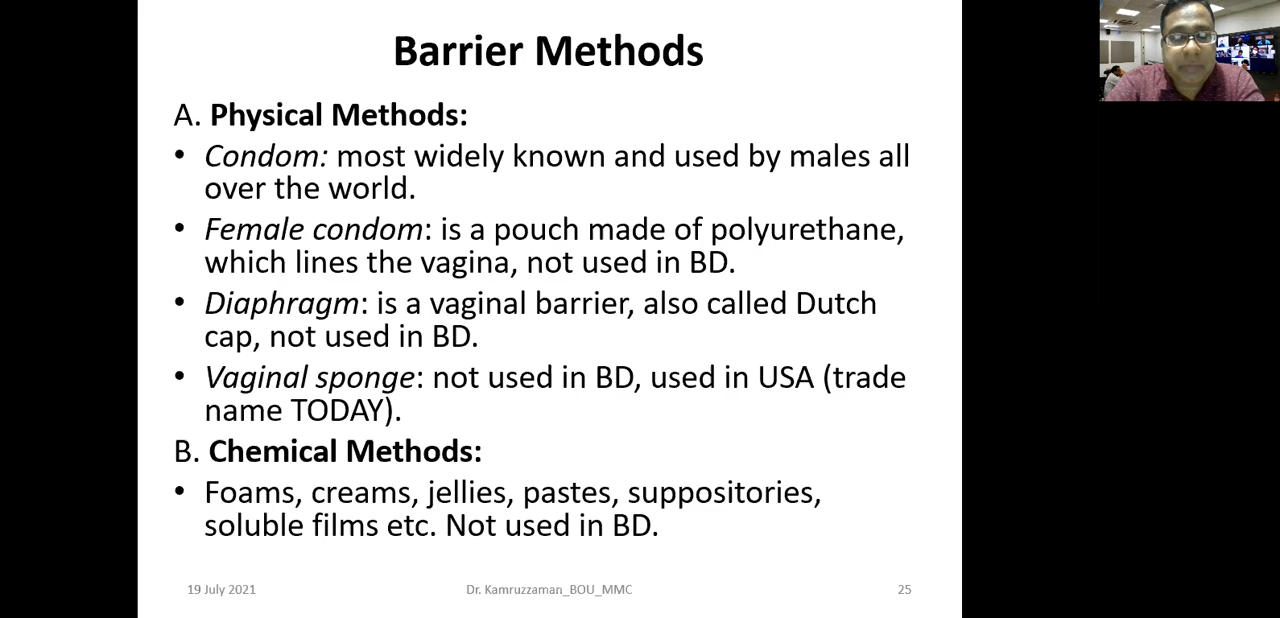 Barrier Methods
A. Physical Methods:
• Condom: most widely known and used by males all
over the world.
• Female condom: is a pouch made of polyurethane,
which lines the vagina, not used in BD.
• Diaphragm: is a vaginal barrier, also called Dutch
cap, not used in BD.
• Vaginal sponge: not used in BD, used in USA (trade
name TODAY).
B. Chemical Methods:
• Foams, creams, jellies, pastes, suppositories,
soluble films etc. Not used in BD.
19 July 2021 Dr. Kamruzzaman_BOU_MMC 25